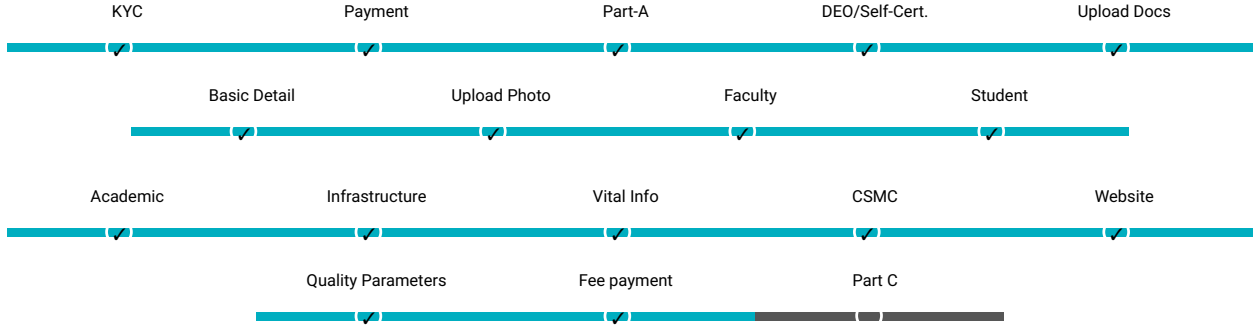 KYC Payment Part-A DEO/Self-Cert. Upload Docs
Basic Detail Upload Photo Faculty Student
Academic Infrastructure Vital Info CSMC Website
Quality Parameters Fee payment Part C